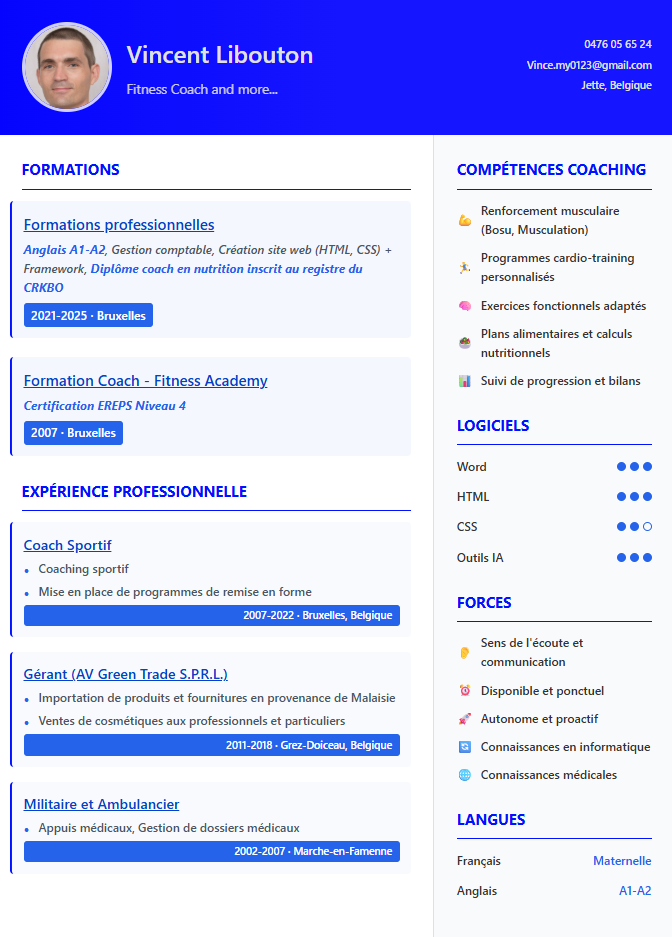 Vincent Libouton
Fitness Coach and more...
0476 05 65 24
Vince.my0123@gmail.com
Jette, Belgique
FORMATIONS
Formations professionnelles
Anglais A1-A2, Gestion comptable, Création site web (HTML, CSS) +
Framework, Diplôme coach en nutrition inscrit au registre du
CRKBO
2021-2025 · Bruxelles
Formation Coach - Fitness Academy
Certification EREPS Niveau 4
2007 · Bruxelles
EXPÉRIENCE PROFESSIONNELLE
Coach Sportif
• Coaching sportif
• Mise en place de programmes de remise en forme
2007-2022 · Bruxelles, Belgique
Gérant (AV Green Trade S.P.R.L.)
• Importation de produits et fournitures en provenance de Malaisie
• Ventes de cosmétiques aux professionnels et particuliers
2011-2018 · Grez-Doiceau, Belgique
Militaire et Ambulancier
• Appuis médicaux, Gestion de dossiers médicaux
2002-2007 · Marche-en-Famenne
COMPÉTENCES COACHING
Renforcement musculaire
(Bosu, Musculation)
Programmes cardio-training
personnalisés
Exercices fonctionnels adaptés
Plans alimentaires et calculs
nutritionnels
Suivi de progression et bilans
LOGICIELS
Word
HTML
CSS
Outils IA
FORCES
Sens de l'écoute et
communication
Disponible et ponctuel
Autonome et proactif
Connaissances en informatique
Connaissances médicales
LANGUES
Français Maternelle
Anglais A1-A2